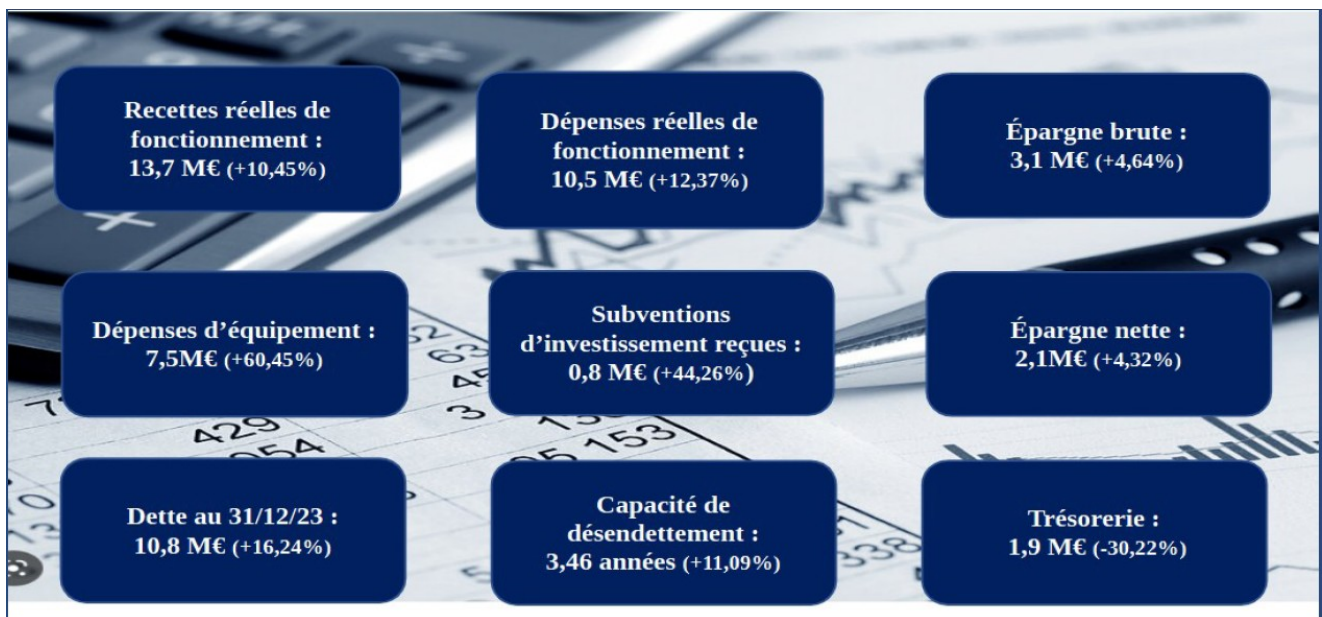 Recettes réelles de
fonctionnement :
13,7 M€ (+10,45%)
Dépenses réelles de
fonctionnement :
10,5 M€ (+12,37%)
Épargne brute :
3,1 M€ (+4,64%)
Dépenses d’équipement :
7,5M€ (+60,45%)
Subventions
d’investissement reçues :
0,8 M€ (+44,26%)
Épargne nette :
2,1M€ (+4,32%)
Dette au 31/12/23 :
10,8 M€ (+16,24%)
Capacité de
désendettement :
3,46 années (+11,09%)
Trésorerie :
1,9 M€ (-30,22%)
429
153
338